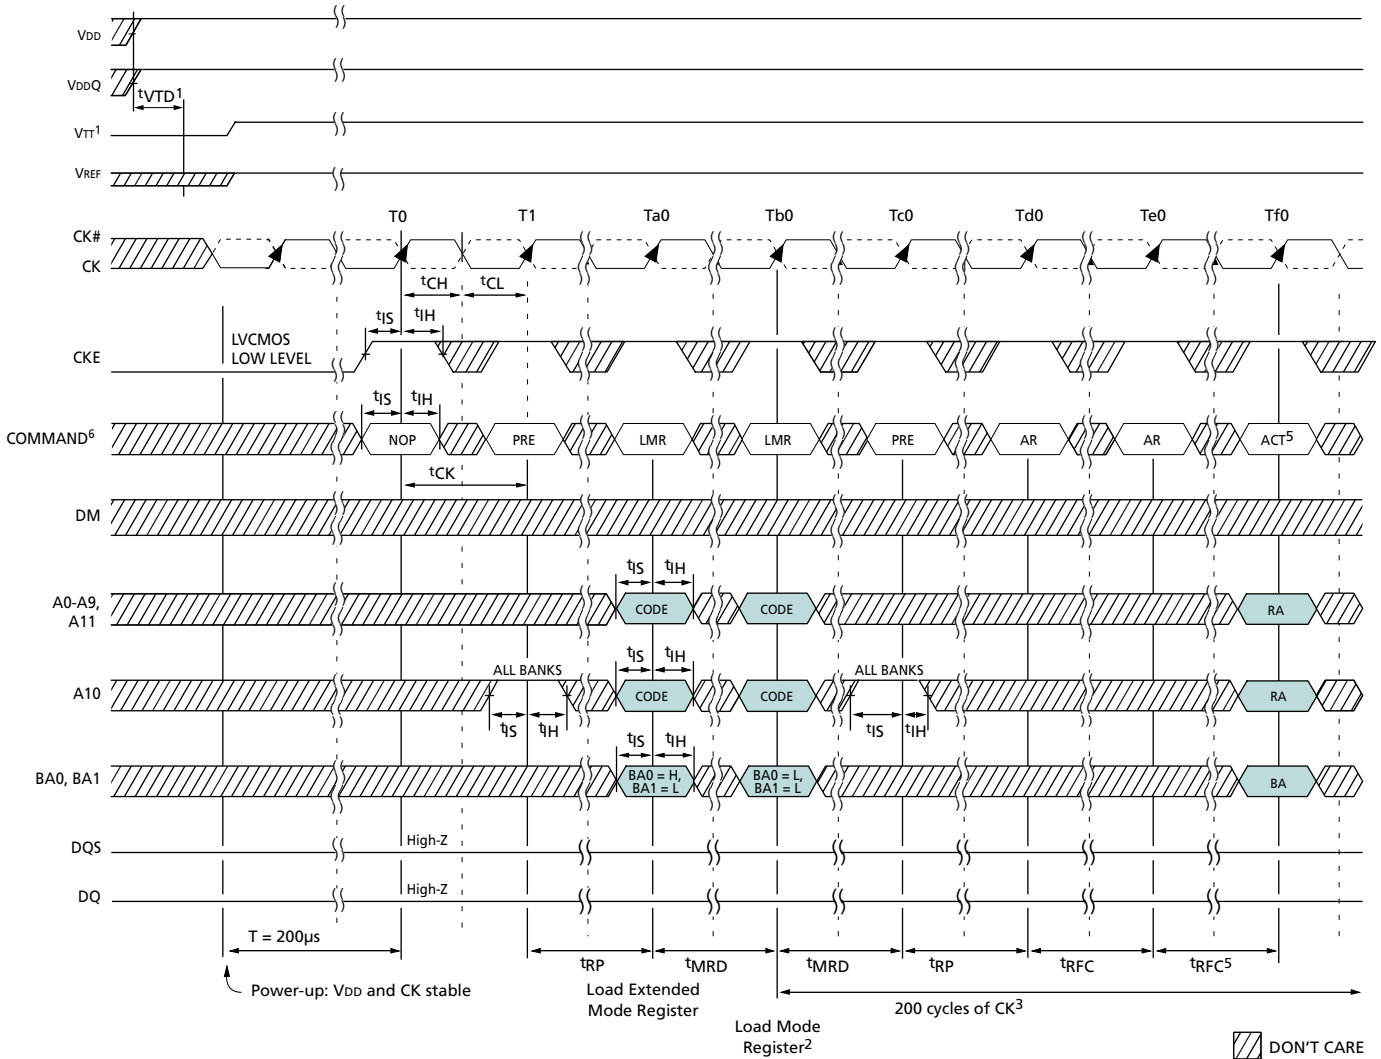 VDD
VDDQ
tVTD1
VTT1
VREF
T0 T1 Ta0 Tb0 Tc0 Td0 Te0 Tf0
CK#
CK
tCH tCL
tIS tIH
LVCMOS
LOW LEVEL
CKE
tIS tIH
COMMAND6 NOP PRE LMR LMR PRE AR AR ACT5
tCK
DM
tIS tIH
A0-A9,
A11
CODE CODE RA
ALL BANKS tIS tIH ALL BANKS
A10 CODE CODE RA
tIS tIH tIS tIH
tIS tIH
BA0, BA1
BA0 = H,
BA1 = L
BA0 = L,
BA1 = L
BA
DQS High-Z
DQ High-Z
T = 200µs
tRP tMRD tMRD tRP tRFC tRFC5
Power-up: VDD and CK stable
Load Extended
Mode Register
200 cycles of CK3
Load Mode
Register2
DON'T CARE